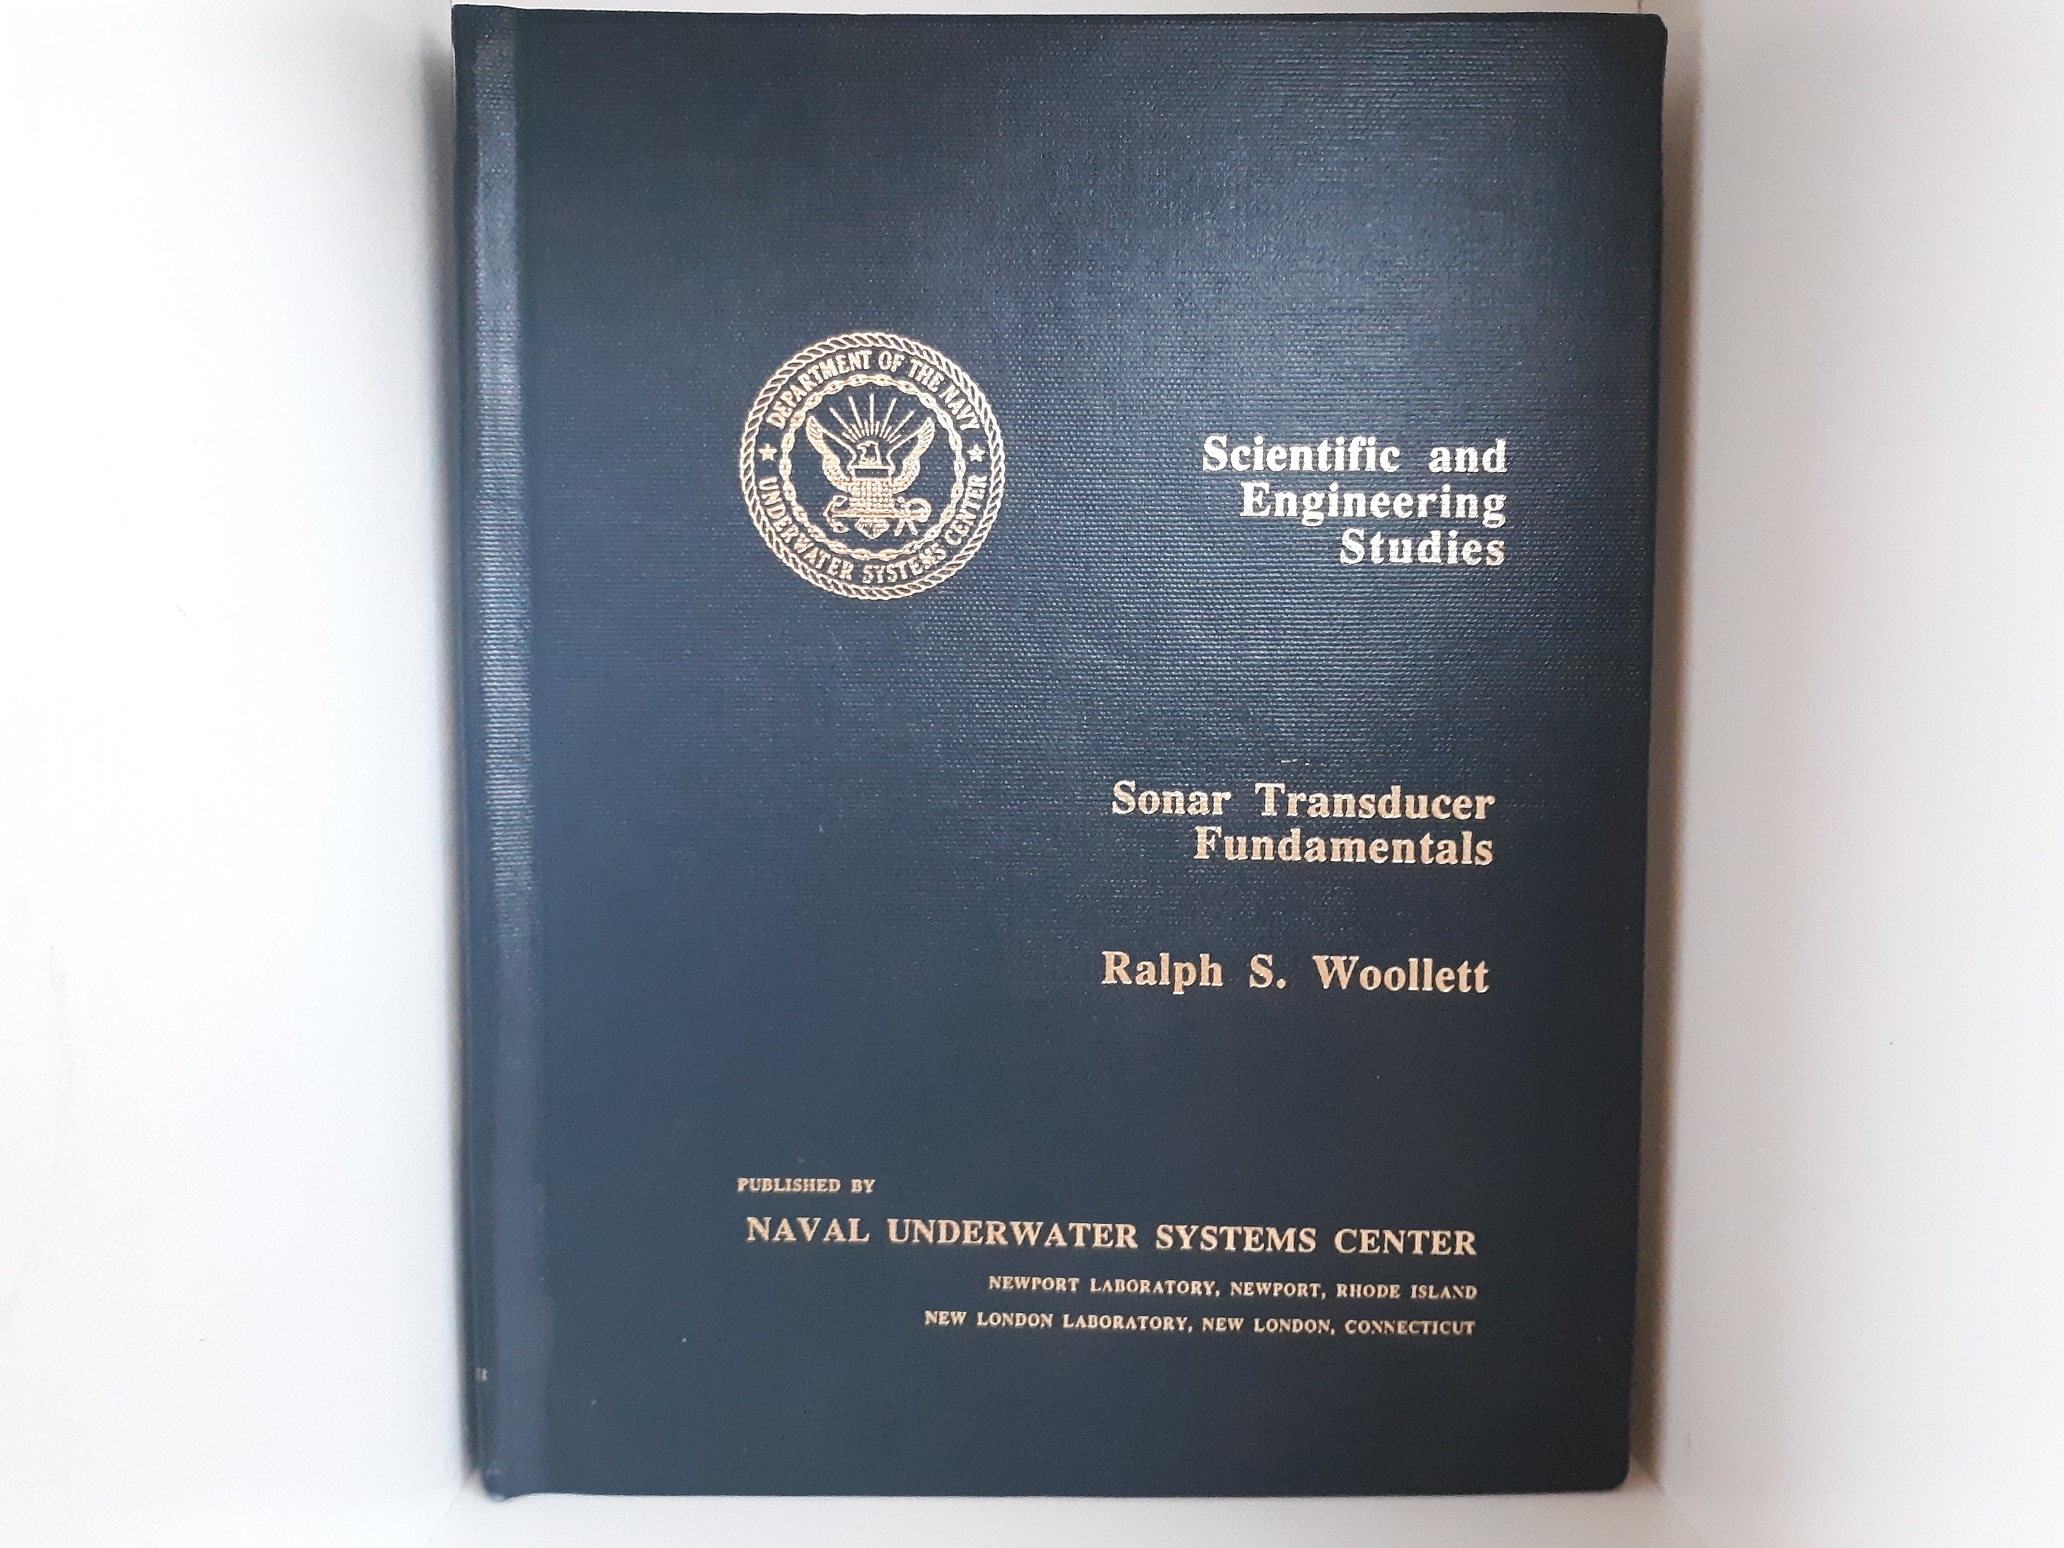 DEPARTMENT OF THE NAVY
UNDERWATER SYSTEMS CENTER
Scientific and
Engineering
Studies
Sonar Transducer
Fundamentals
Ralph S. Woollett
PUBLISHED BY
NAVAL UNDERWATER SYSTEMS CENTER
NEWPORT LABORATORY, NEWPORT, RHODE ISLAND
NEW LONDON LABORATORY, NEW LONDON, CONNECTICUT